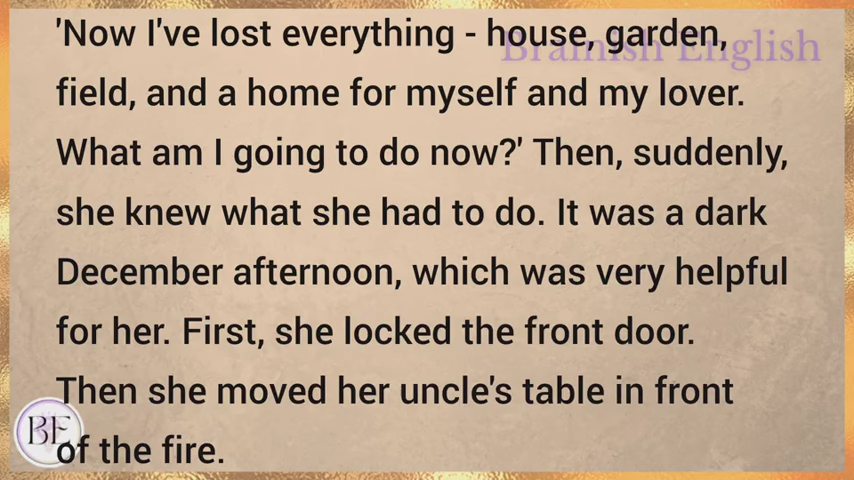 'Now I've lost everything - house, garden,
Brainish English
field, and a home for myself and my lover.
What am I going to do now?' Then, suddenly,
she knew what she had to do. It was a dark
December afternoon, which was very helpful
for her. First, she locked the front door.
Then she moved her uncle's table in front
BE
of the fire.